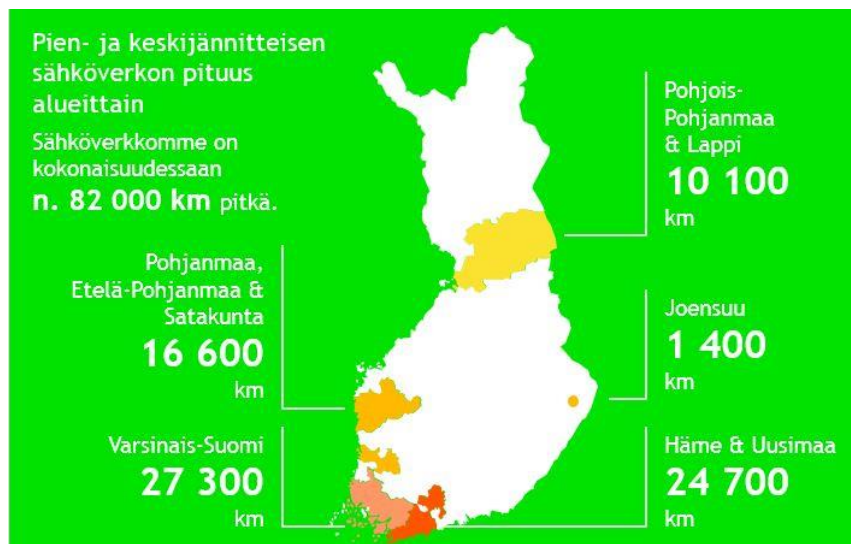 Pien- ja keskijännitteisen
sähköverkon pituus
alueittain
Sähköverkkomme on
kokonaisuudessaan
n. 82 000 km pitkä.
Pohjois-
Pohjanmaa
& Lappi
10 100
km
Pohjanmaa,
Etelä-Pohjanmaa &
Satakunta
16 600
km
Joensuu
1 400
km
Varsinais-Suomi
27 300
km
Häme & Uusimaa
24 700
km